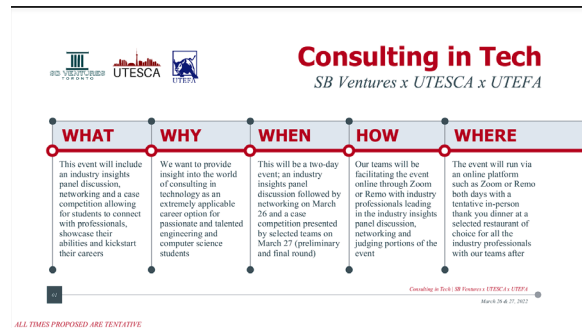 SB VENTURES
TORONTO
UTESCA
UTEFA
Consulting in Tech
SB Ventures x UTESCA x UTEFA
WHAT
This event will include
an industry insights
panel discussion,
networking and a case
competition allowing
for students to connect
with professionals,
showcase their
abilities and kickstart
their careers
WHY
We want to provide
insight into the world
of consulting in
technology as an
extremely applicable
career option for
passionate and talented
engineering and
computer science
students
WHEN
This will be a two-day
event; an industry
insights panel
discussion followed by
networking on March
26 and a case
competition presented
by selected teams on
March 27 (preliminary
and final round)
HOW
Our teams will be
facilitating the event
online through Zoom
or Remo with industry
professionals leading
in the industry insights
panel discussion,
networking and
judging portions of the
event
WHERE
The event will run via
an online platform
such as Zoom or Remo
both days with a
tentative in-person
thank you dinner at a
selected restaurant of
choice for all the
industry professionals
with our teams after
Consulting in Tech | SB Ventures x UTESCA x UTEFA
March 26 & 27, 2022
ALL TIMES PROPOSED ARE TENTATIVE